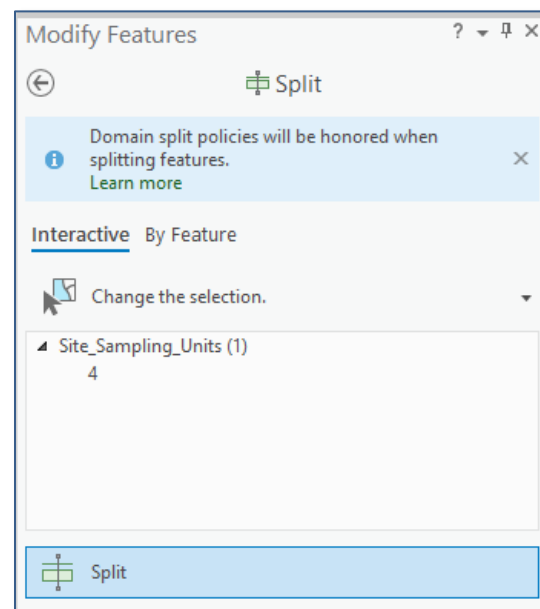 Modify Features
?
Split
Domain split policies will be honored when
splitting features.
Learn more
Interactive By Feature
Change the selection.
Site_Sampling_Units (1)
4
Split